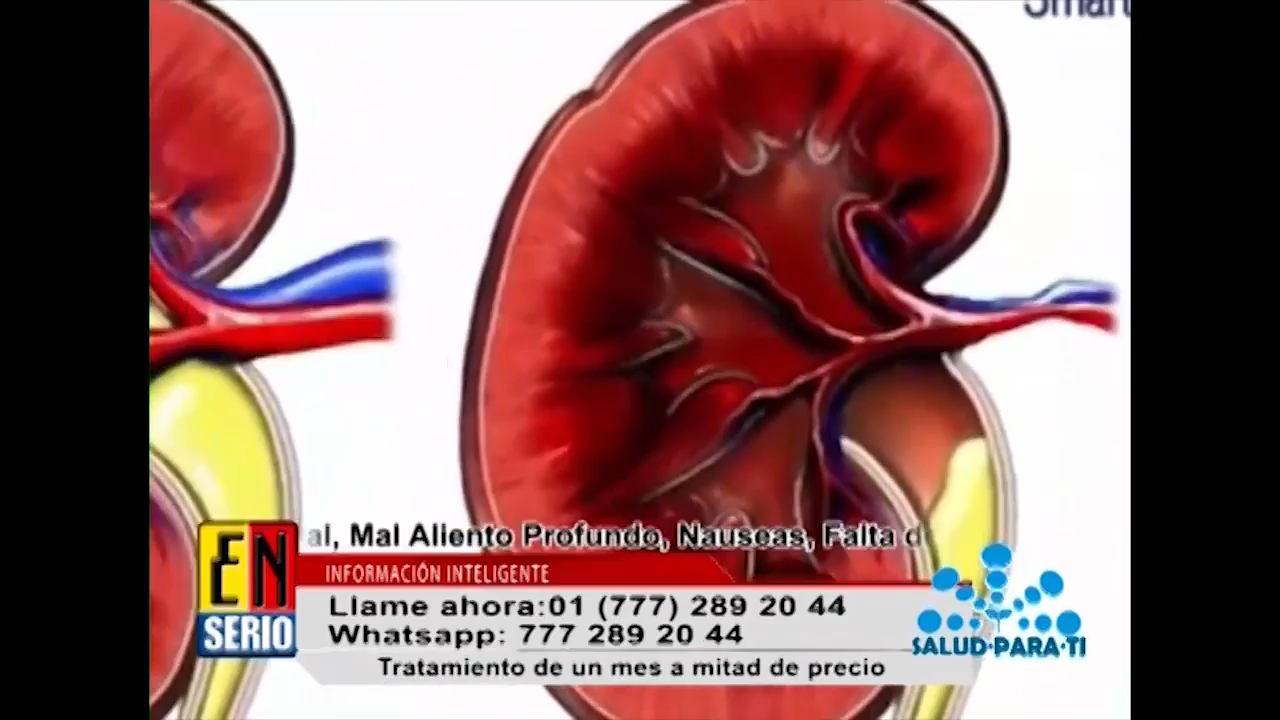 Smart
al, Mal Aliento Profundo, Nauseas, Falta d
EN
SERIO
INFORMACIÓN INTELIGENTE
Llame ahora:01 (777) 289 20 44
Whatsapp: 777 289 20 44
Tratamiento de un mes a mitad de precio
SALUD·PARA·TI